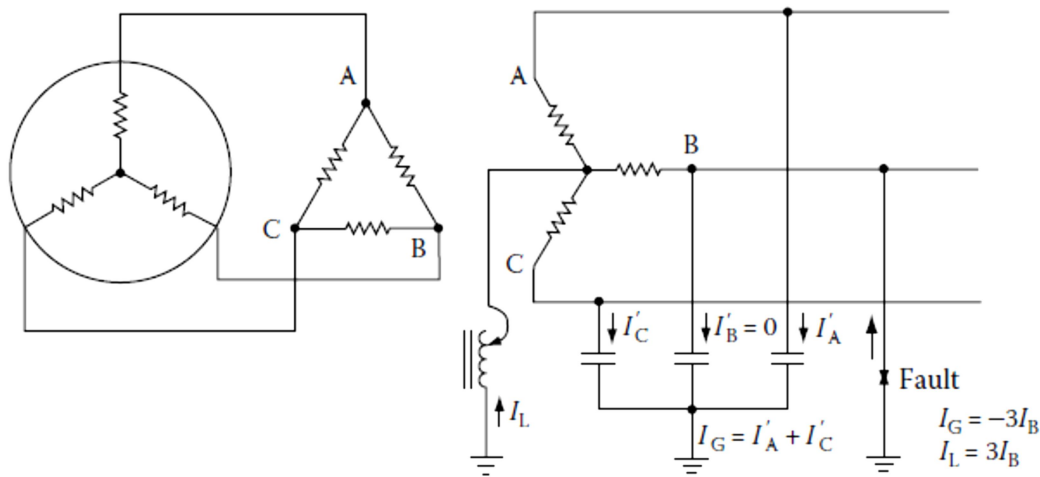 A
C
B
A
B
C
I'C
I'B = 0
I'A
Fault
IL
IG = I'A + I'C
IG = −3IB
IL = 3IB